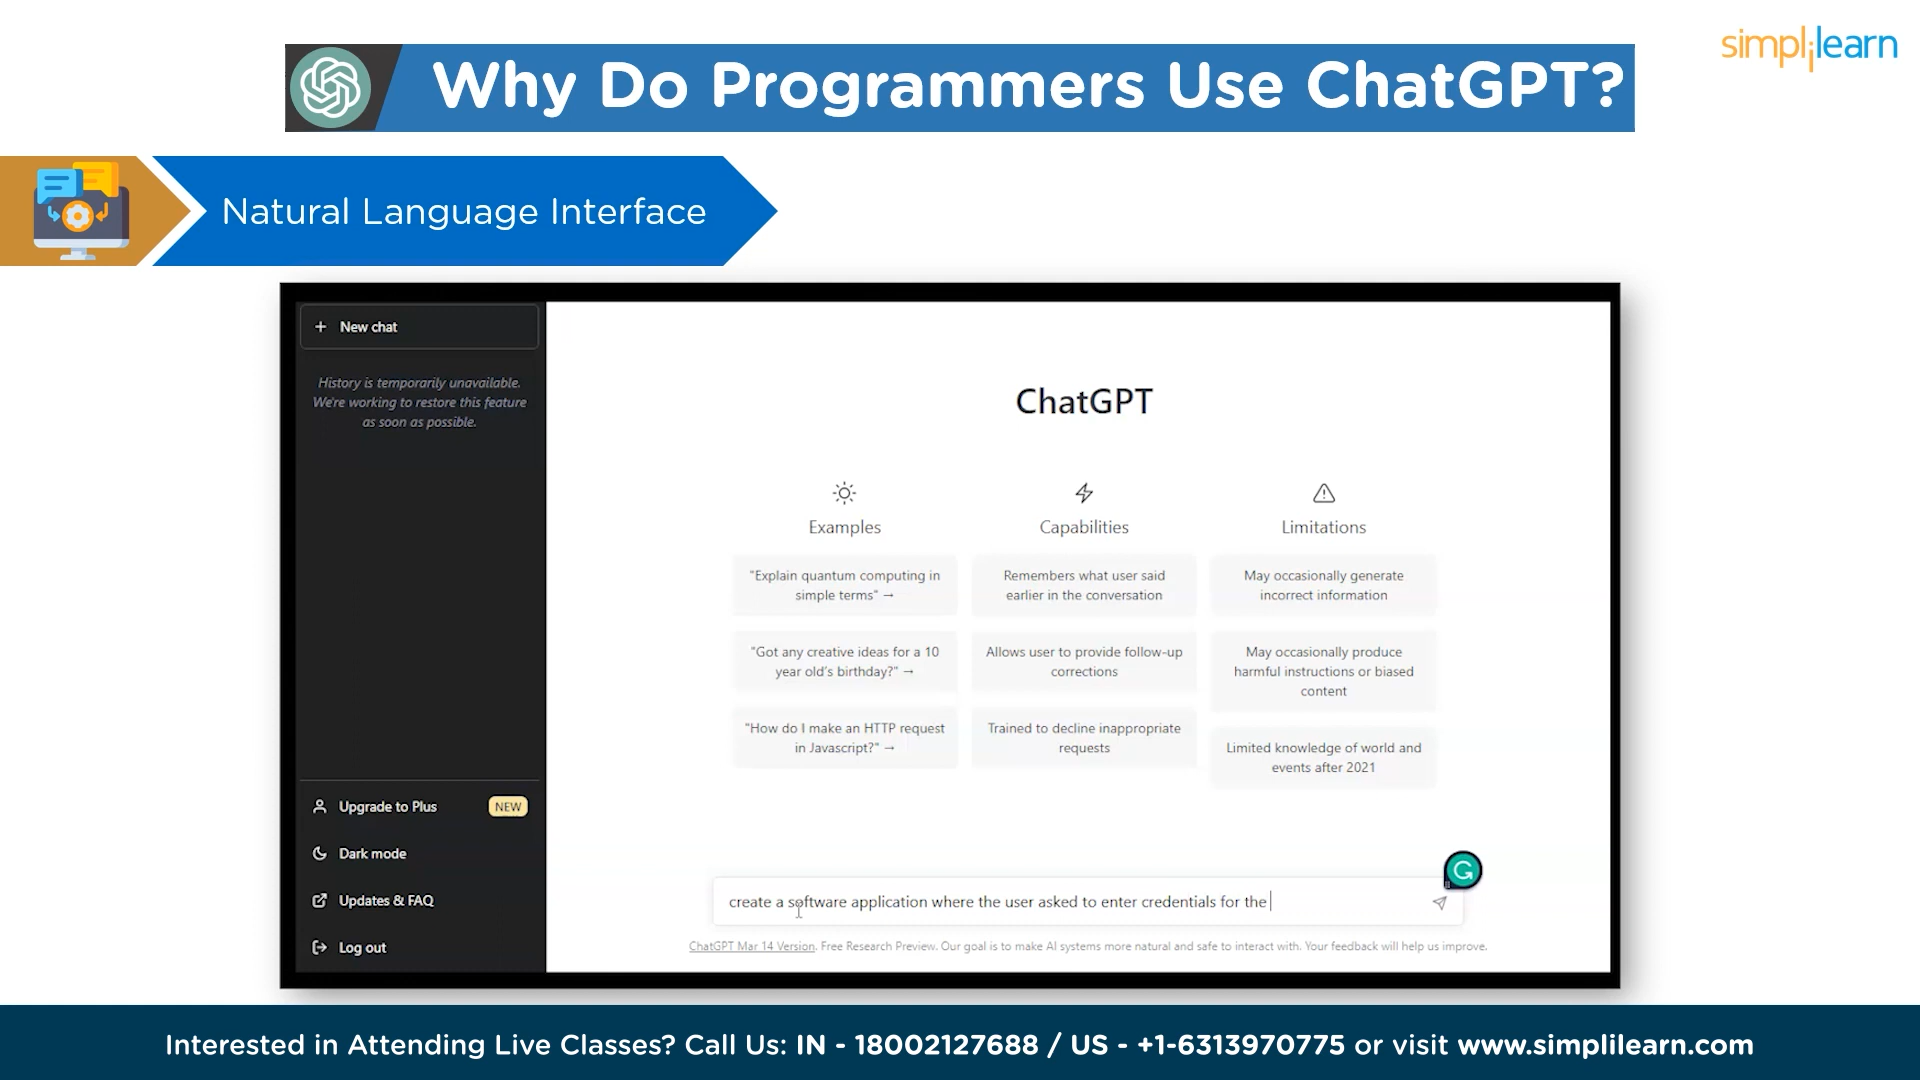 simplilearn
Why Do Programmers Use ChatGPT?
Natural Language Interface
New chat
History is temporarily unavailable.
We're working to restore this feature
as soon as possible.
Upgrade to Plus NEW
Dark mode
Updates & FAQ
Log out
ChatGPT
Examples
"Explain quantum computing in
simple terms" →
"Got any creative ideas for a 10
year old's birthday?" →
"How do I make an HTTP request
in Javascript?" →
Capabilities
Remembers what user said
earlier in the conversation
Allows user to provide follow-up
corrections
Trained to decline inappropriate
requests
Limitations
May occasionally generate
incorrect information
May occasionally produce
harmful instructions or biased
content
Limited knowledge of world and
events after 2021
create a software application where the user asked to enter credentials for the
ChatGPT Mar 14 Version. Free Research Preview. Our goal is to make AI systems more natural and safe to interact with. Your feedback will help us improve.
Interested in Attending Live Classes? Call Us: IN - 18002127688 / US - +1-6313970775 or visit www.simplilearn.com